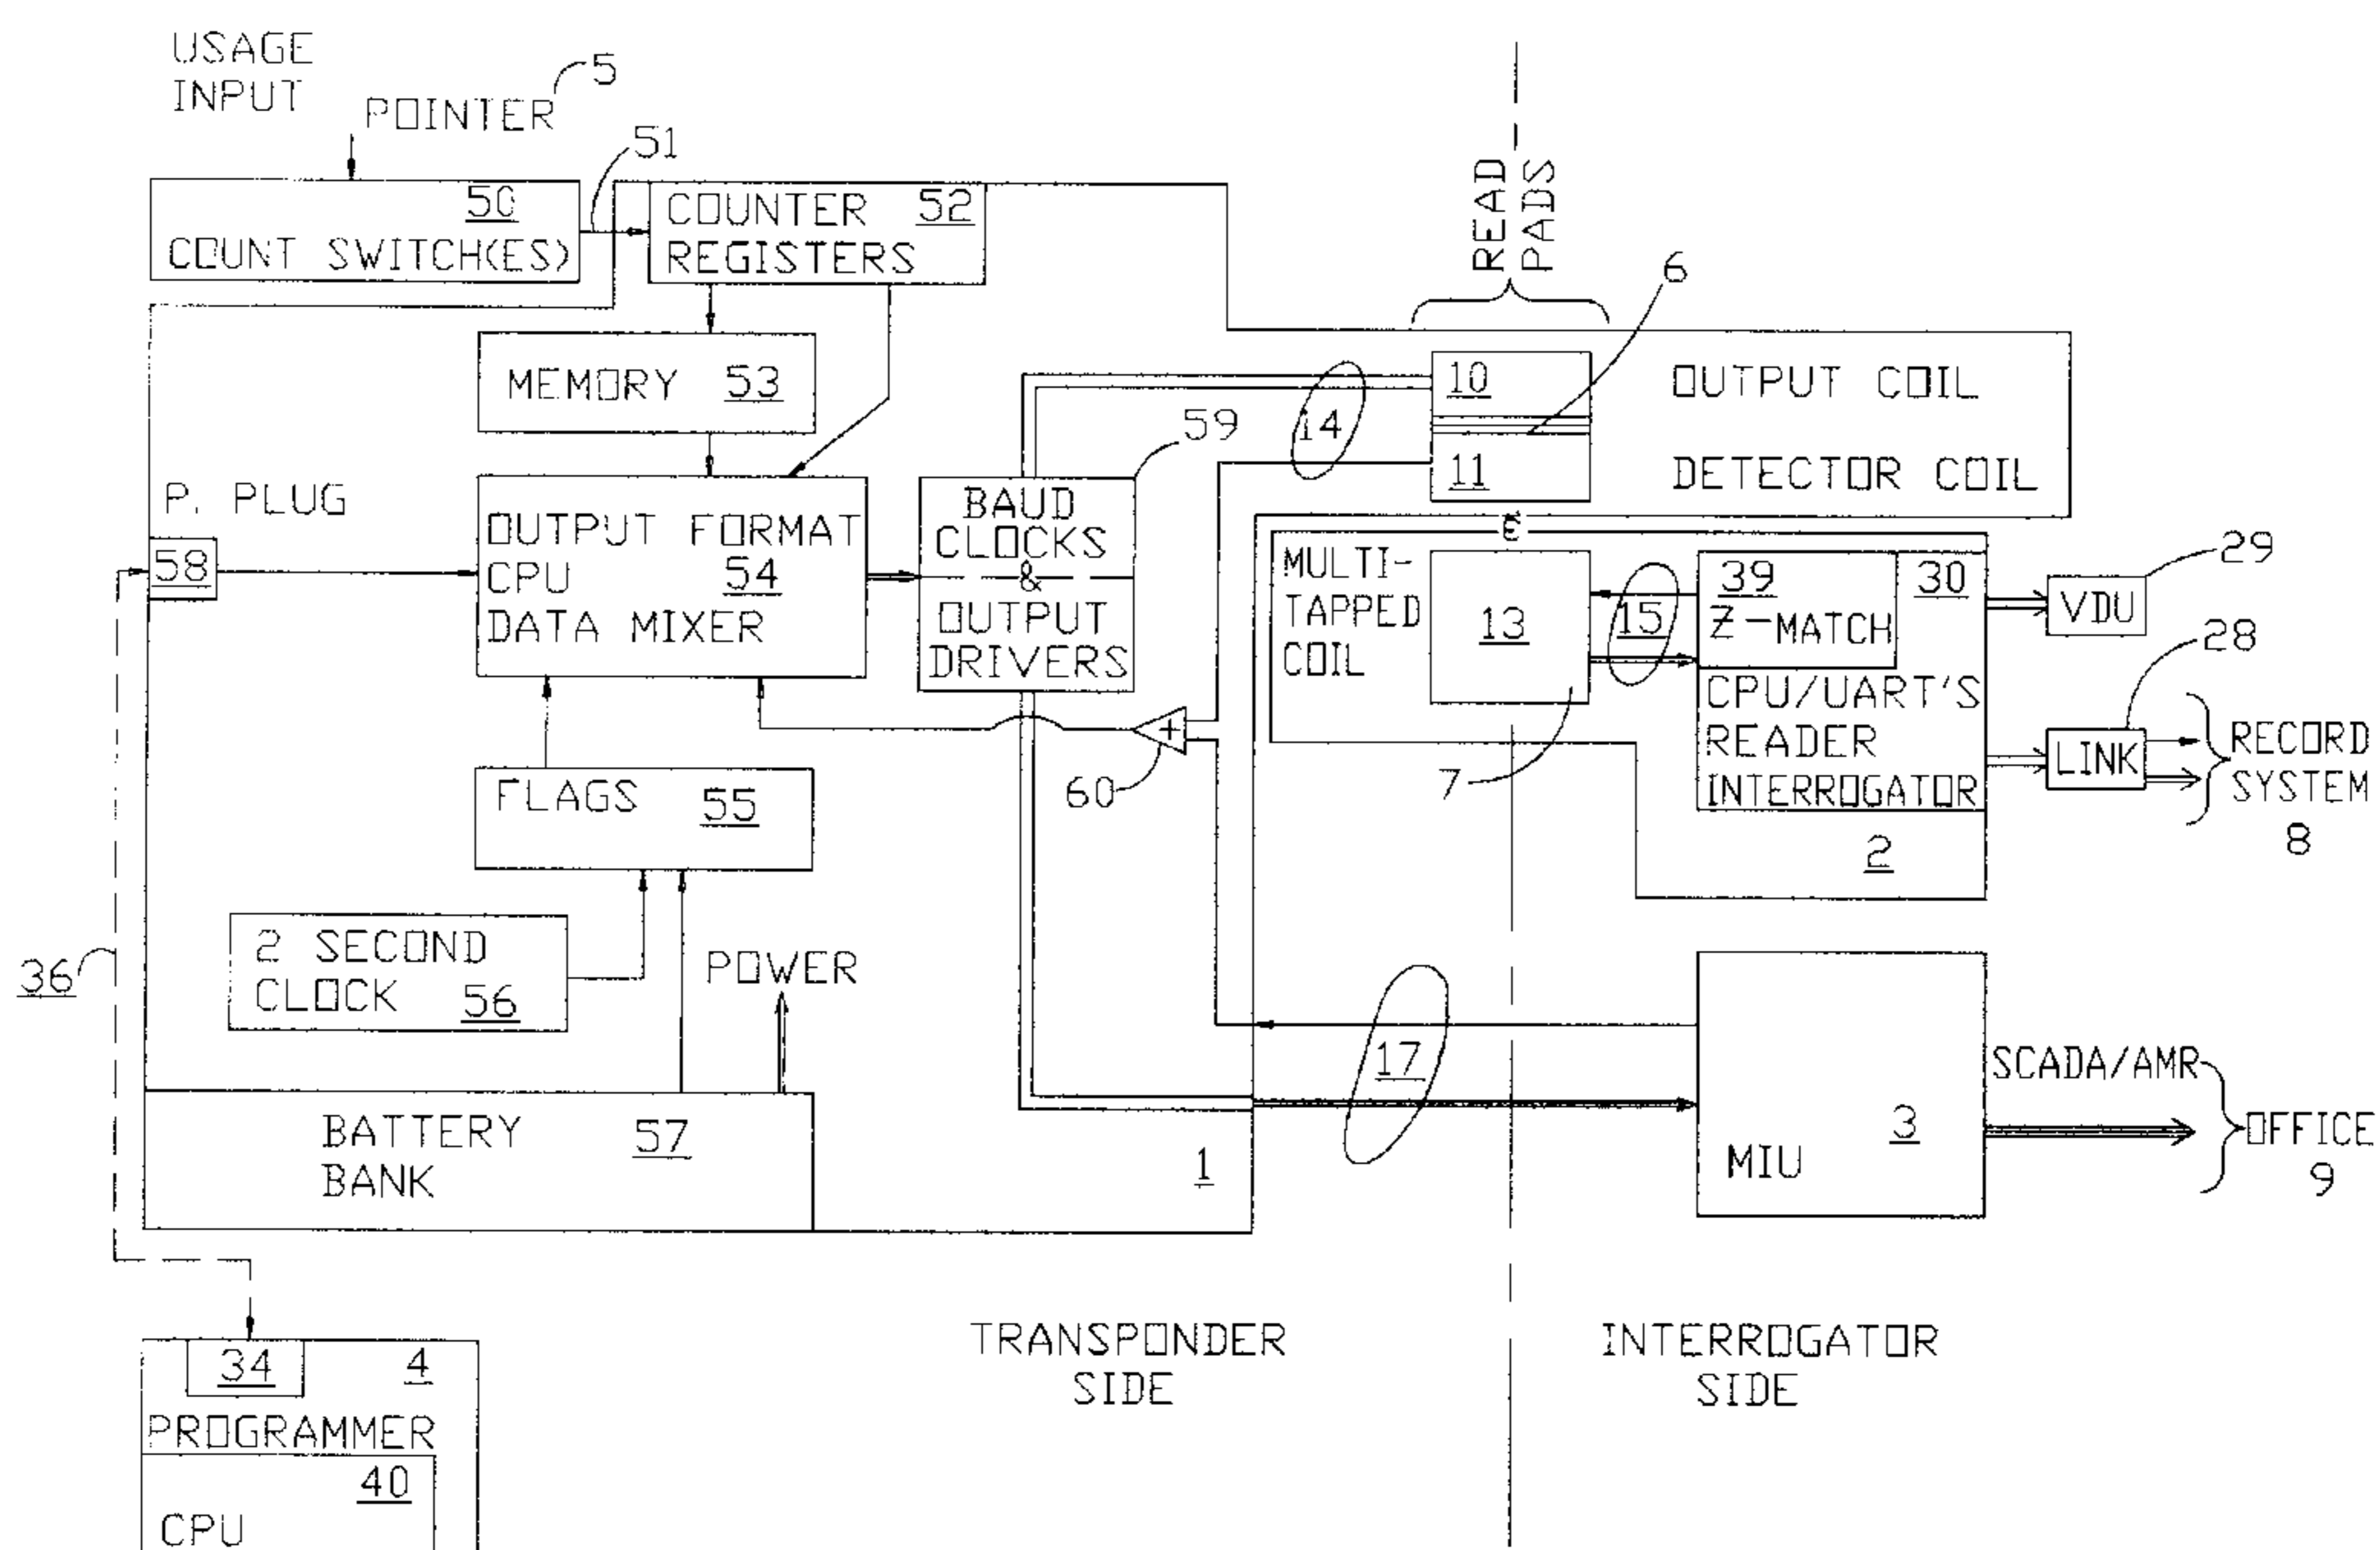 USAGE
INPUT
POINTER
5
51
50
COUNT SWITCH(ES)
COUNTER 52
REGISTERS
READ
PADS
6
MEMORY 53
14
10
OUTPUT COIL
11
DETECTOR COIL
59
P. PLUG
58
OUTPUT FORMAT
CPU 54
DATA MIXER
BAUD
CLOCKS
&
OUTPUT
DRIVERS
MULTI-
TAPPED
COIL
13
15
39
Z-MATCH
30
CPU/UART'S
READER
INTERROGATOR
2
29
VDU
28
LINK
RECORD
SYSTEM
8
+
60
7
FLAGS
55
2 SECOND
CLOCK 56
36
POWER
17
BATTERY
BANK
57
1
MIU
3
SCADA/AMR
OFFICE
9
TRANSPONDER
SIDE
INTERROGATOR
SIDE
34
4
PROGRAMMER
40
CPU